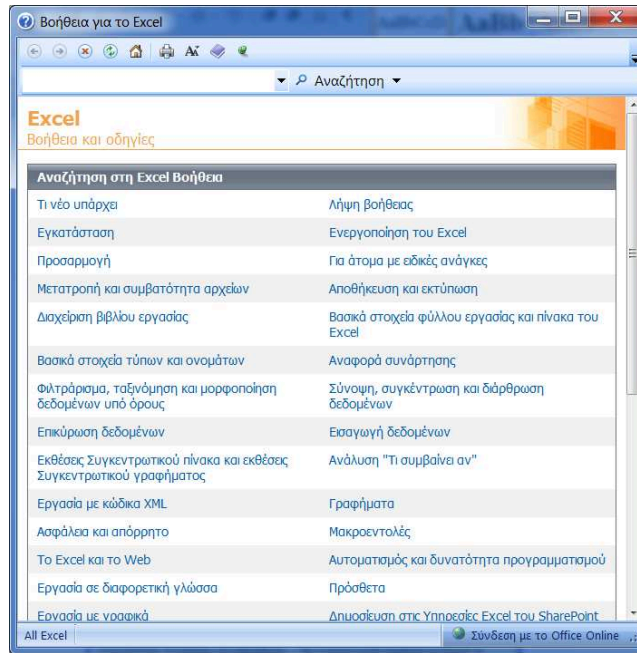 Βοήθεια για το Excel
Αναζήτηση
Excel
Βοήθεια και οδηγίες
Αναζήτηση στη Excel Βοήθεια
Τι νέο υπάρχει
Λήψη βοήθειας
Εγκατάσταση
Ενεργοποίηση του Excel
Προσαρμογή
Για άτομα με ειδικές ανάγκες
Μετατροπή και συμβατότητα αρχείων
Αποθήκευση και εκτύπωση
Διαχείριση βιβλίου εργασίας
Βασικά στοιχεία φύλλου εργασίας και πίνακα του
Excel
Βασικά στοιχεία τύπων και ονομάτων
Αναφορά συνάρτησης
Φιλτράρισμα, ταξινόμηση και μορφοποίηση
δεδομένων υπό όρους
Σύνοψη, συγκέντρωση και διάρθρωση
δεδομένων
Επικύρωση δεδομένων
Εισαγωγή δεδομένων
Εκθέσεις Συγκεντρωτικού πίνακα και εκθέσεις
Συγκεντρωτικού γραφήματος
Ανάλυση "Τι συμβαίνει αν"
Εργασία με κώδικα XML
Γραφήματα
Ασφάλεια και απόρρητο
Μακροεντολές
Το Excel και το Web
Αυτοματισμός και δυνατότητα προγραμματισμού
Εργασία σε διαφορετική γλώσσα
Πρόσθετα
Εργασία με γραφικά
Δημοσίευση στις Υπηρεσίες Excel του SharePoint
All Excel
Σύνδεση με το Office Online